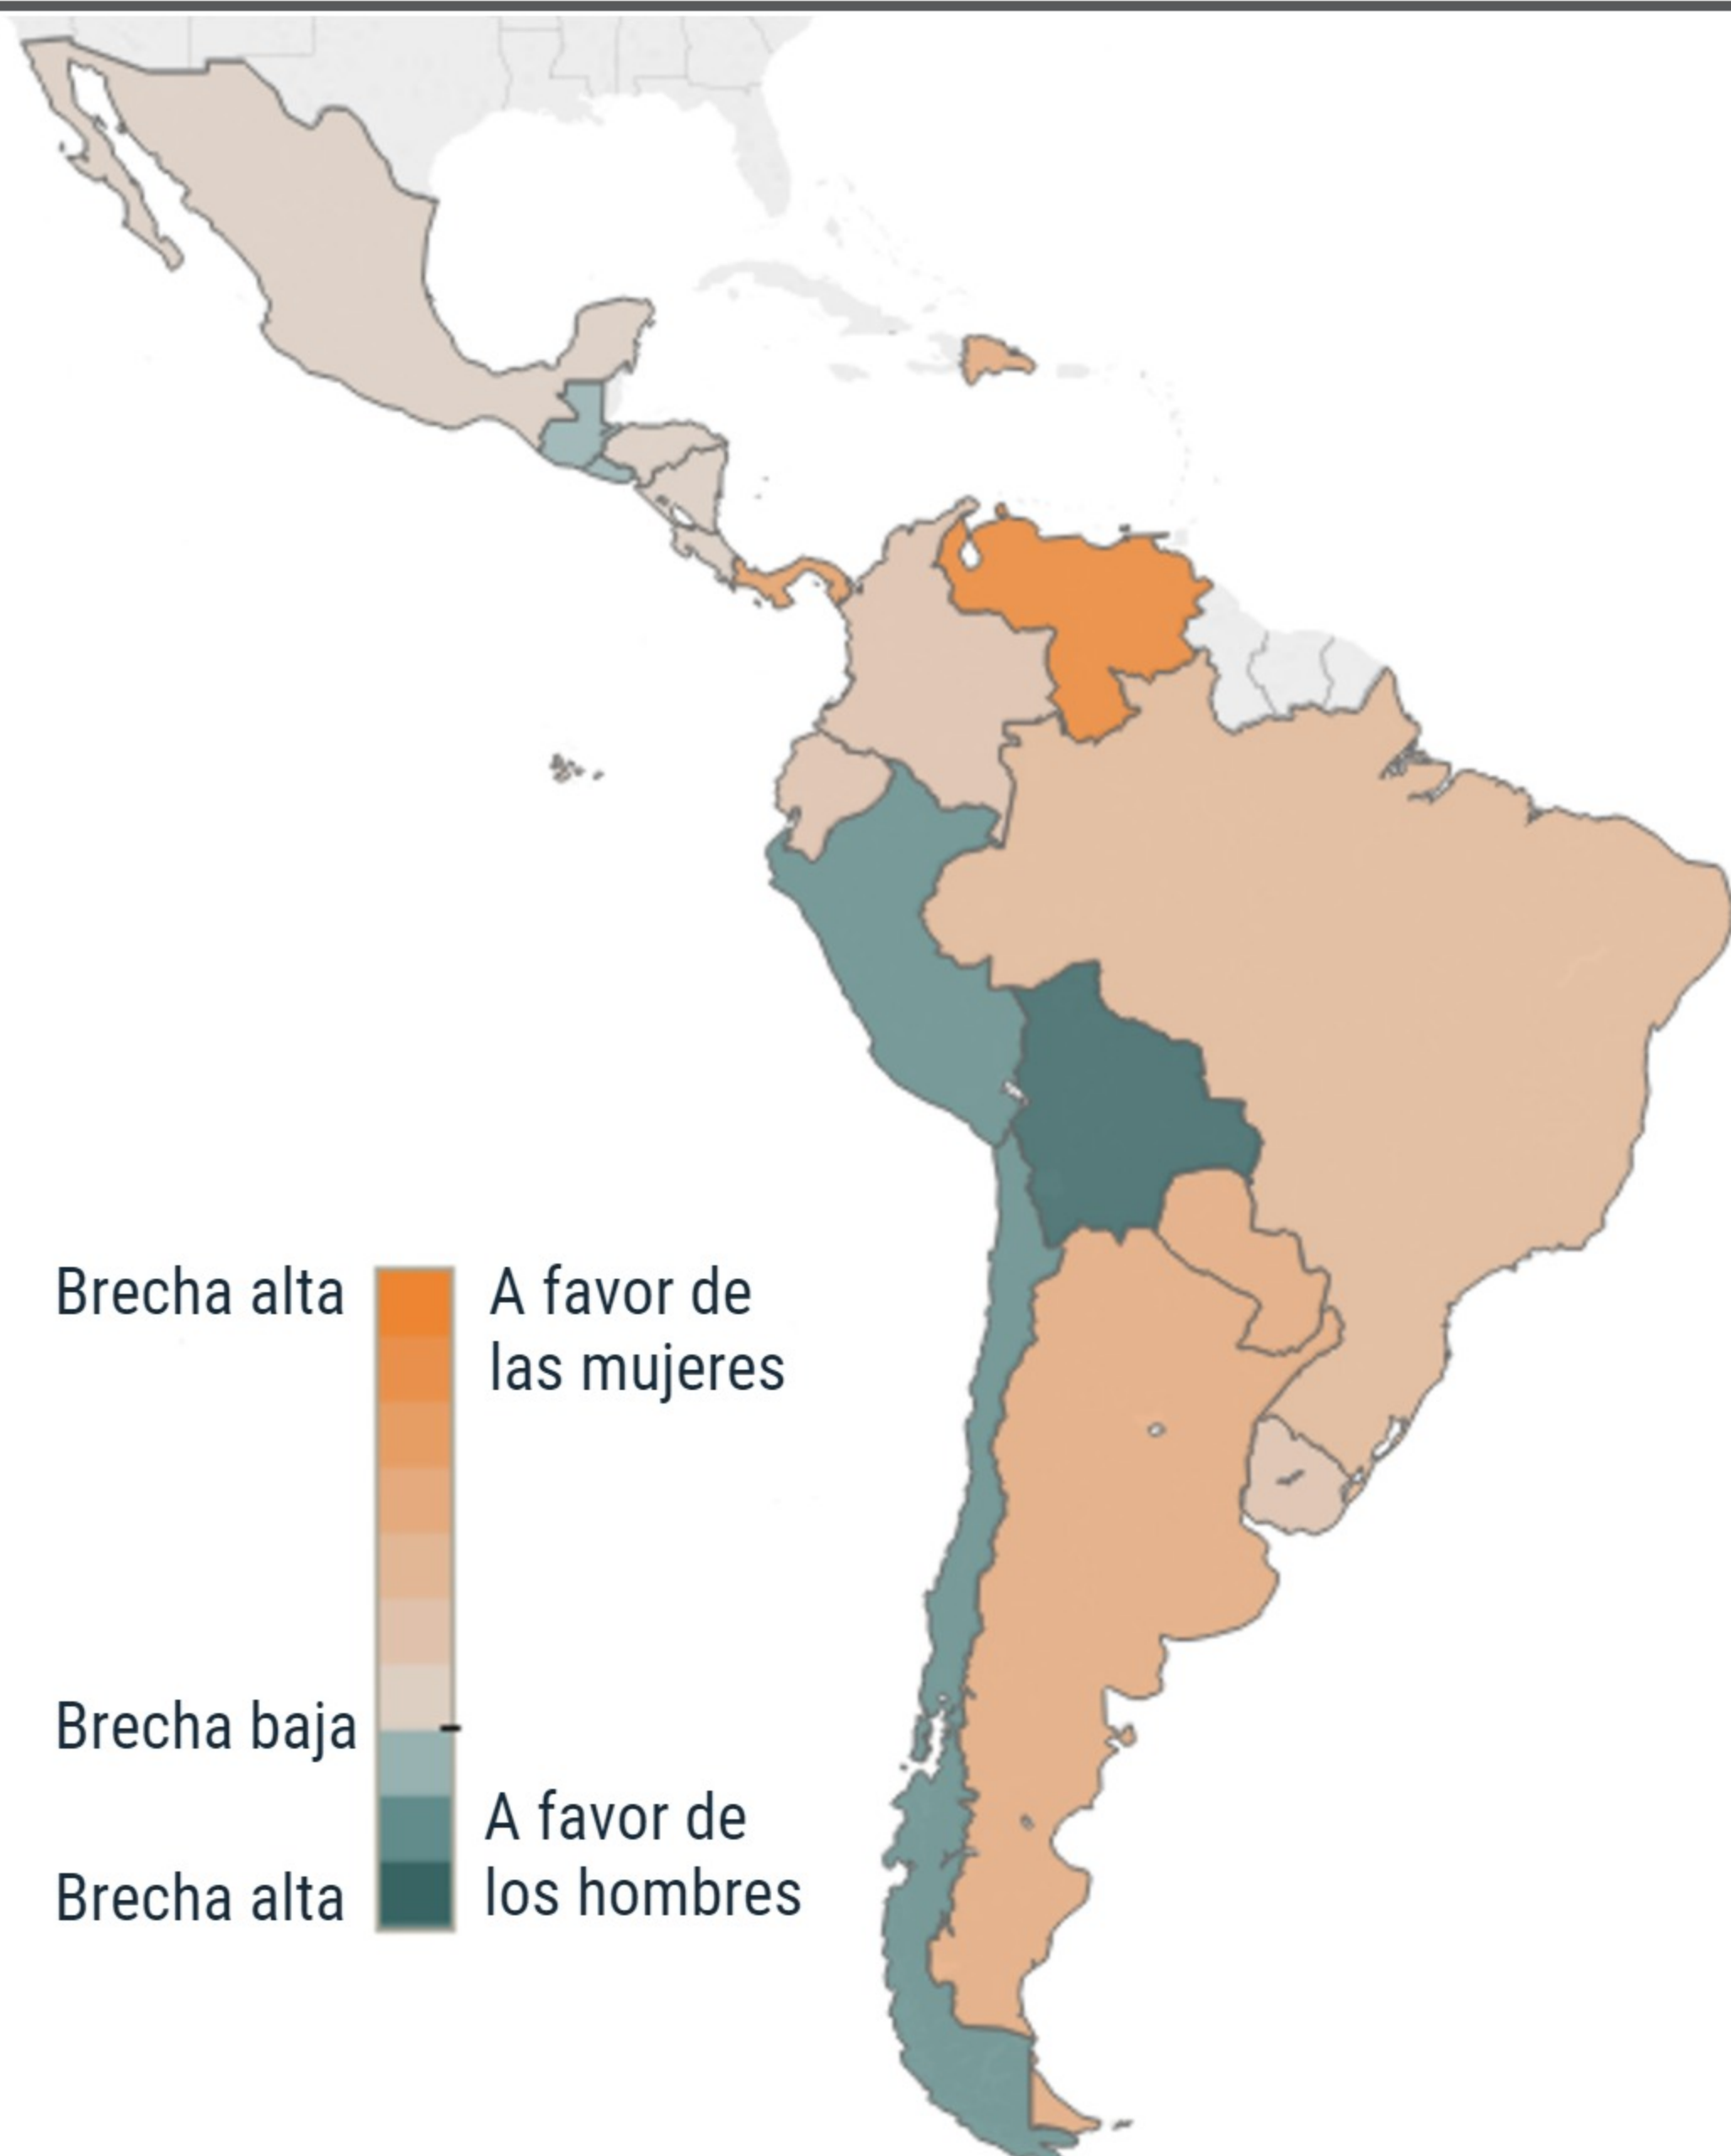 Brecha alta
A favor de
las mujeres
Brecha baja
A favor de
los hombres
Brecha alta